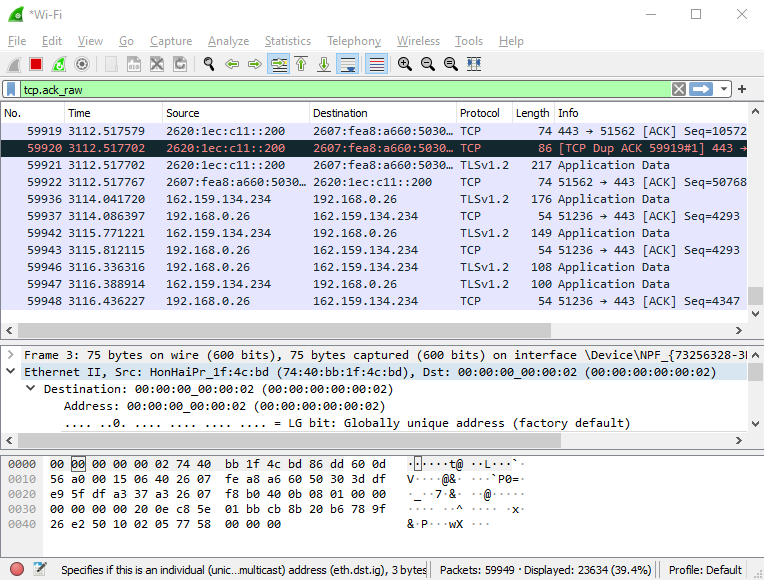 *Wi-Fi
File Edit View Go Capture Analyze Statistics Telephony Wireless Tools Help
tcp.ack_raw
No. Time Source Destination Protocol Length Info
59919 3112.517579 2620:1ec:c11::200 2607:fea8:a660:5030… TCP 74 443 → 51562 [ACK] Seq=10572
59920 3112.517702 2620:1ec:c11::200 2607:fea8:a660:5030… TCP 86 [TCP Dup ACK 59919#1] 443 →
59921 3112.517702 2620:1ec:c11::200 2607:fea8:a660:5030… TLSv1.2 217 Application Data
59922 3112.517767 2607:fea8:a660:5030… 2620:1ec:c11::200 TCP 74 51562 → 443 [ACK] Seq=50768
59936 3114.041720 162.159.134.234 192.168.0.26 TLSv1.2 176 Application Data
59937 3114.086397 192.168.0.26 162.159.134.234 TCP 54 51236 → 443 [ACK] Seq=4293
59942 3115.771221 162.159.134.234 192.168.0.26 TLSv1.2 149 Application Data
59943 3115.812115 192.168.0.26 162.159.134.234 TCP 54 51236 → 443 [ACK] Seq=4293
59946 3116.336316 192.168.0.26 162.159.134.234 TLSv1.2 108 Application Data
59947 3116.388914 162.159.134.234 192.168.0.26 TLSv1.2 100 Application Data
59948 3116.436227 192.168.0.26 162.159.134.234 TCP 54 51236 → 443 [ACK] Seq=4347
Frame 3: 75 bytes on wire (600 bits), 75 bytes captured (600 bits) on interface \Device\NPF_{73256328-3
Ethernet II, Src: HonHaiPr_1f:4c:bd (74:40:bb:1f:4c:bd), Dst: 00:00:00_00:00:02 (00:00:00:00:00:02)
Destination: 00:00:00_00:00:02 (00:00:00:00:00:02)
Address: 00:00:00_00:00:02 (00:00:00:00:00:02)
.... ..0. .... .... .... .... = LG bit: Globally unique address (factory default)
0000 00 00 00 00 00 02 74 40 bb 1f 4c bd 86 dd 60 0d ······t@ ··L···`·
0010 56 a0 00 15 06 40 26 07 fe a8 a6 60 50 30 3d df V····@&· ···`P0=·
0020 e9 5f df a3 37 a3 26 07 f8 b0 40 0b 08 01 00 00 ·_··7·&· ··@·····
0030 00 00 00 00 00 20 0e c8 5e 01 bb cb 8b 20 b6 78 9f
0040 26 e2 50 10 02 05 77 58 00 00 00 &·P···wX ···
Specifies if this is an individual (unic…multicast) address (eth.dst.ig), 3 bytes
Packets: 59949 · Displayed: 23634 (39.4%)
Profile: Default